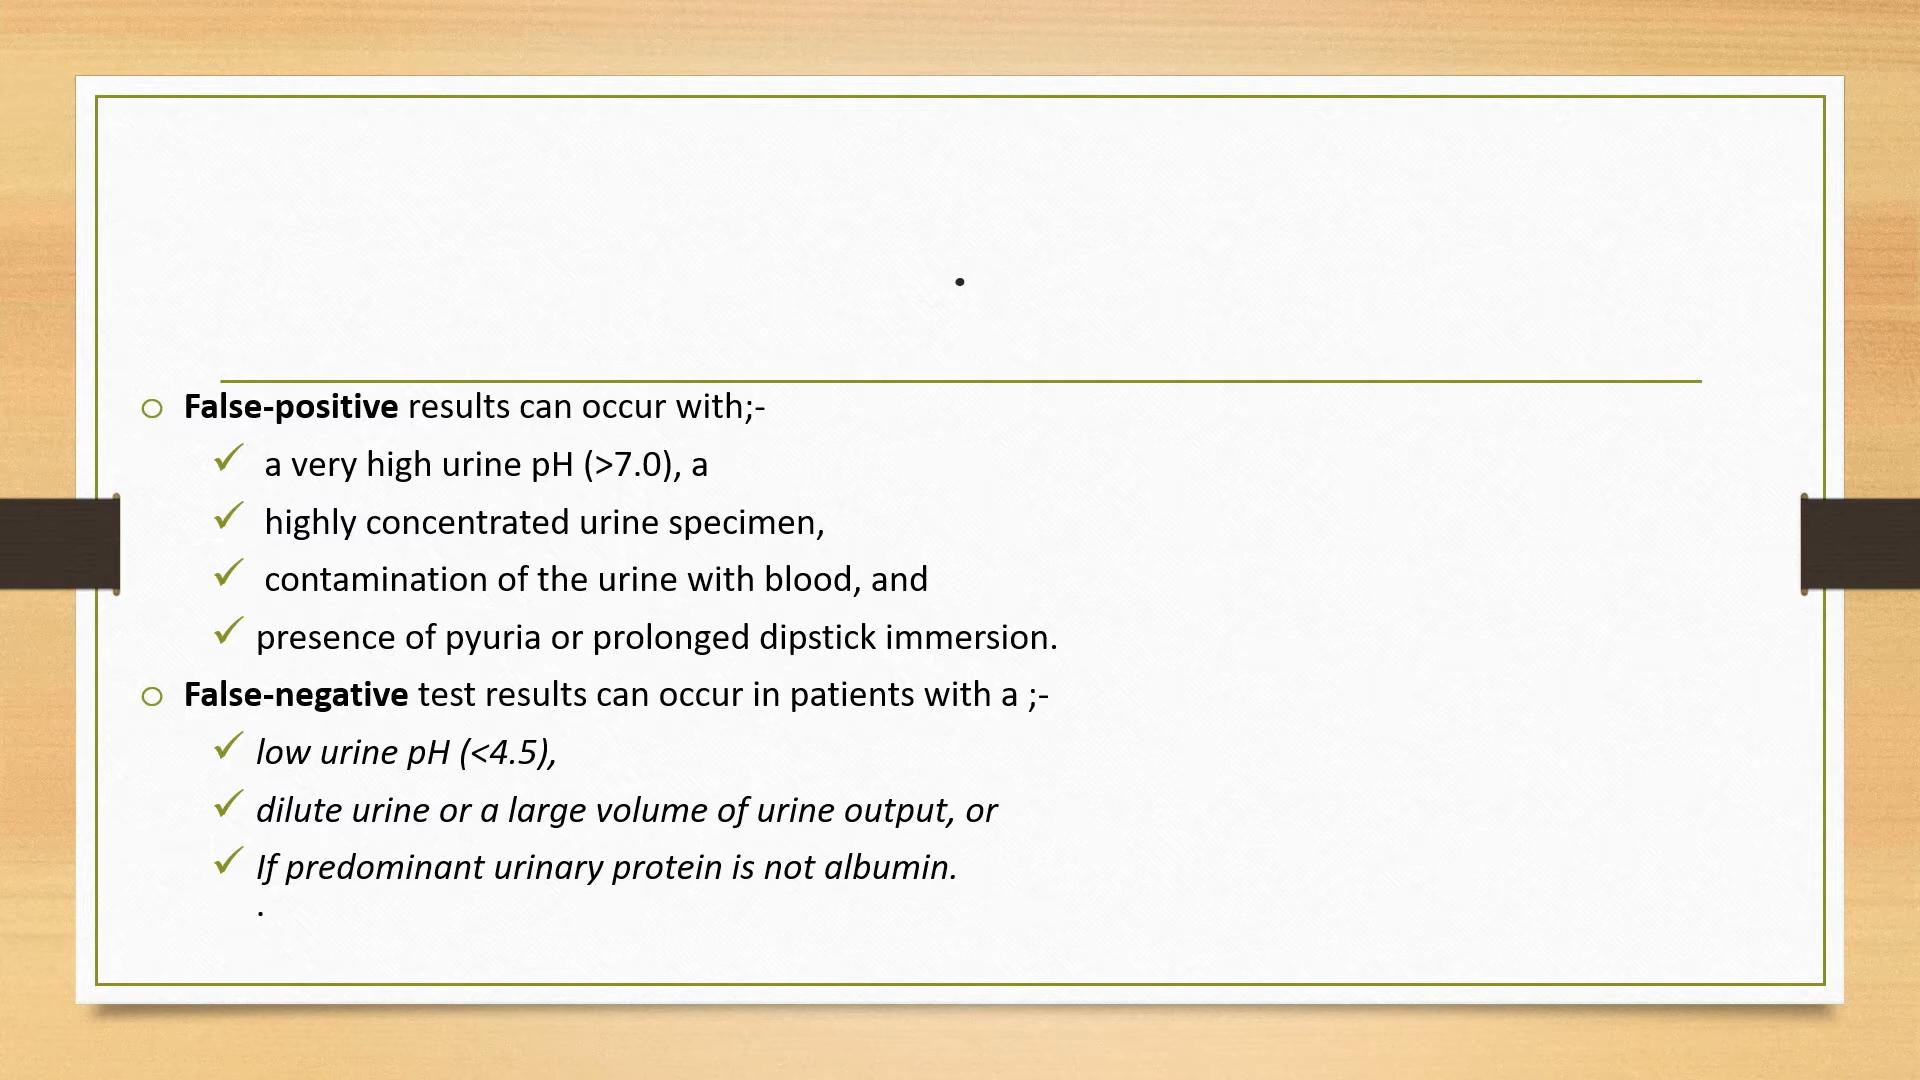 .
False-positive results can occur with;-
a very high urine pH (>7.0), a
highly concentrated urine specimen,
contamination of the urine with blood, and
presence of pyuria or prolonged dipstick immersion.
False-negative test results can occur in patients with a ;-
low urine pH (<4.5),
dilute urine or a large volume of urine output, or
If predominant urinary protein is not albumin.
.